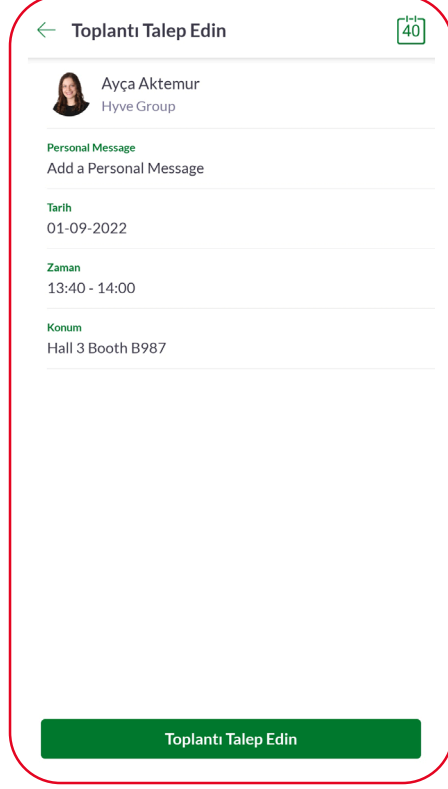 Toplantı Talep Edin
40
Ayça Aktemur
Hyve Group
Personal Message
Add a Personal Message
Tarih
01-09-2022
Zaman
13:40 - 14:00
Konum
Hall 3 Booth B987
Toplantı Talep Edin